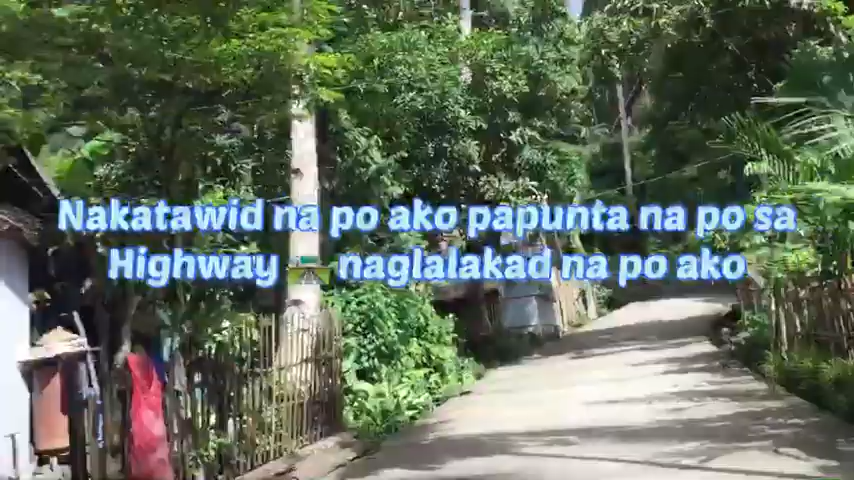 Nakatawid na po ako papunta na po sa
Highway, naglalakad na po ako